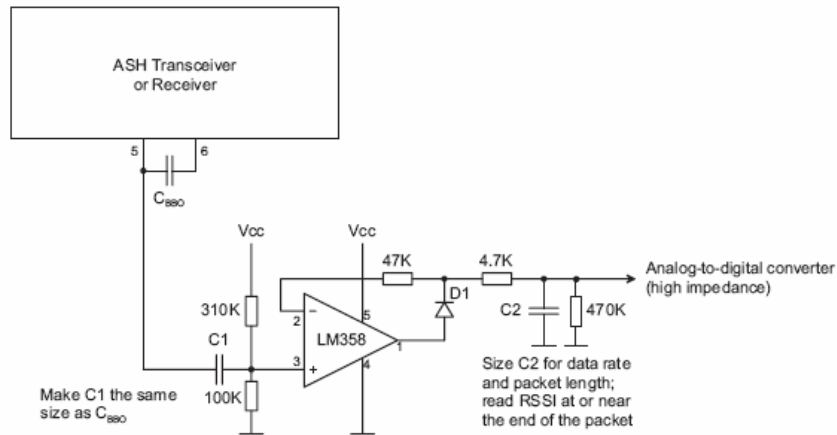 ASH Transceiver
or Receiver
5
6
C_BBO
Vcc
Vcc
47K
4.7K
Analog-to-digital converter
(high impedance)
310K
D1
2
−
5
C2
470K
C1
LM358
1
3
+
4
Size C2 for data rate
and packet length;
read RSSI at or near
the end of the packet
Make C1 the same
size as C_BBO
100K